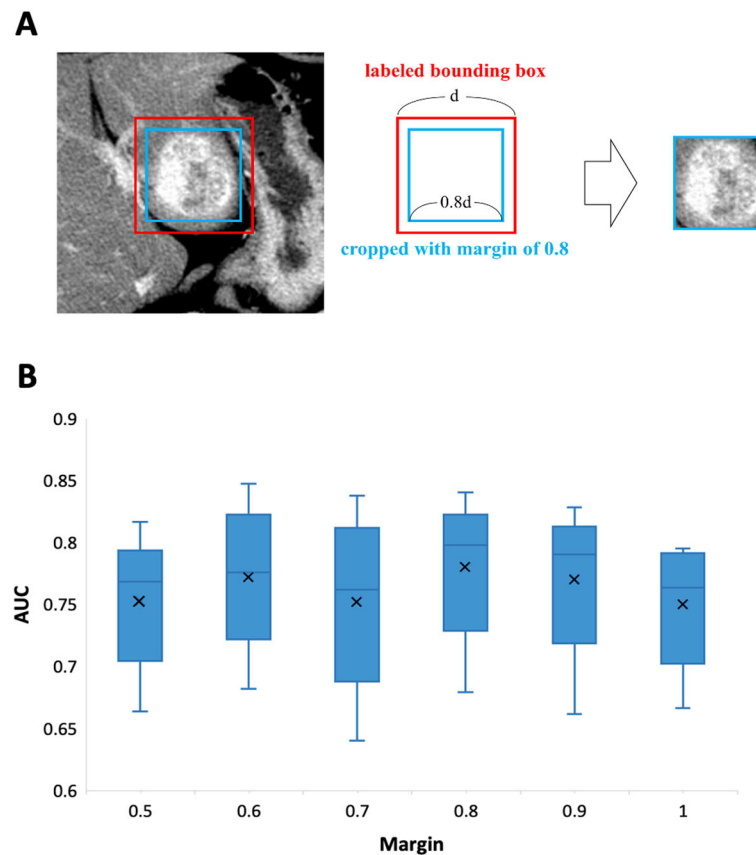 A
labeled bounding box
d
0.8d
cropped with margin of 0.8
B
0.9
0.85
0.8
0.75
0.7
0.65
0.6
AUC
0.5 0.6 0.7 0.8 0.9 1
Margin